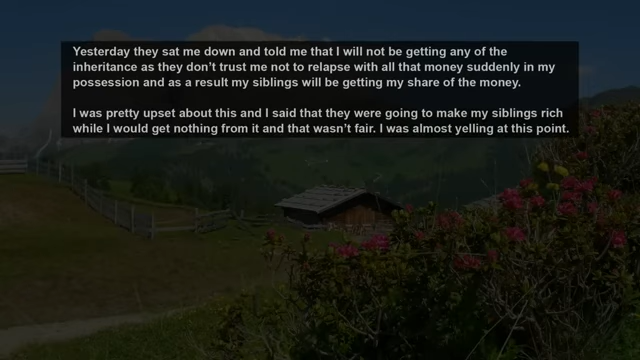 Yesterday they sat me down and told me that I will not be getting any of the
inheritance as they don’t trust me not to relapse with all that money suddenly in my
possession and as a result my siblings will be getting my share of the money.
I was pretty upset about this and I said that they were going to make my siblings rich
while I would get nothing from it and that wasn’t fair. I was almost yelling at this point.